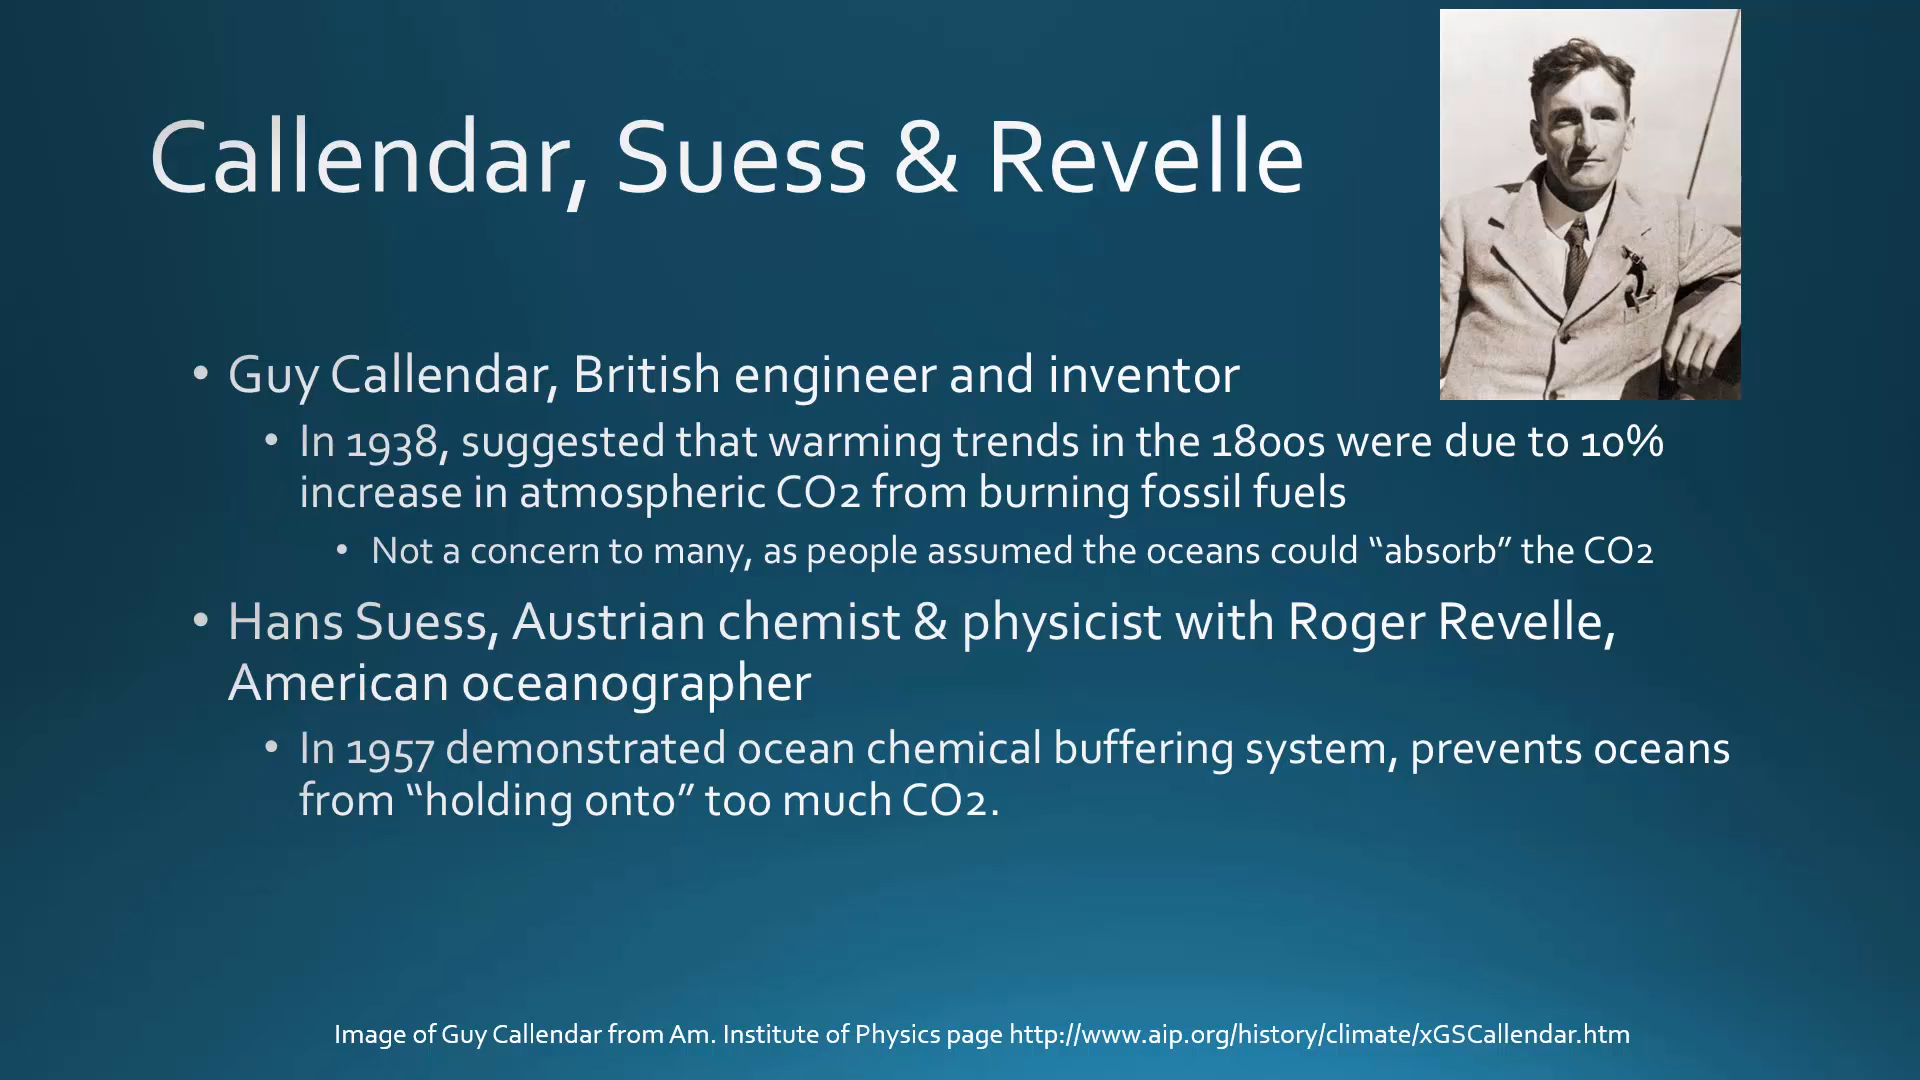 Callendar, Suess & Revelle
• Guy Callendar, British engineer and inventor
• In 1938, suggested that warming trends in the 1800s were due to 10%
increase in atmospheric CO2 from burning fossil fuels
• Not a concern to many, as people assumed the oceans could “absorb” the CO2
• Hans Suess, Austrian chemist & physicist with Roger Revelle,
American oceanographer
• In 1957 demonstrated ocean chemical buffering system, prevents oceans
from “holding onto” too much CO2.
Image of Guy Callendar from Am. Institute of Physics page http://www.aip.org/history/climate/xGSCallendar.htm